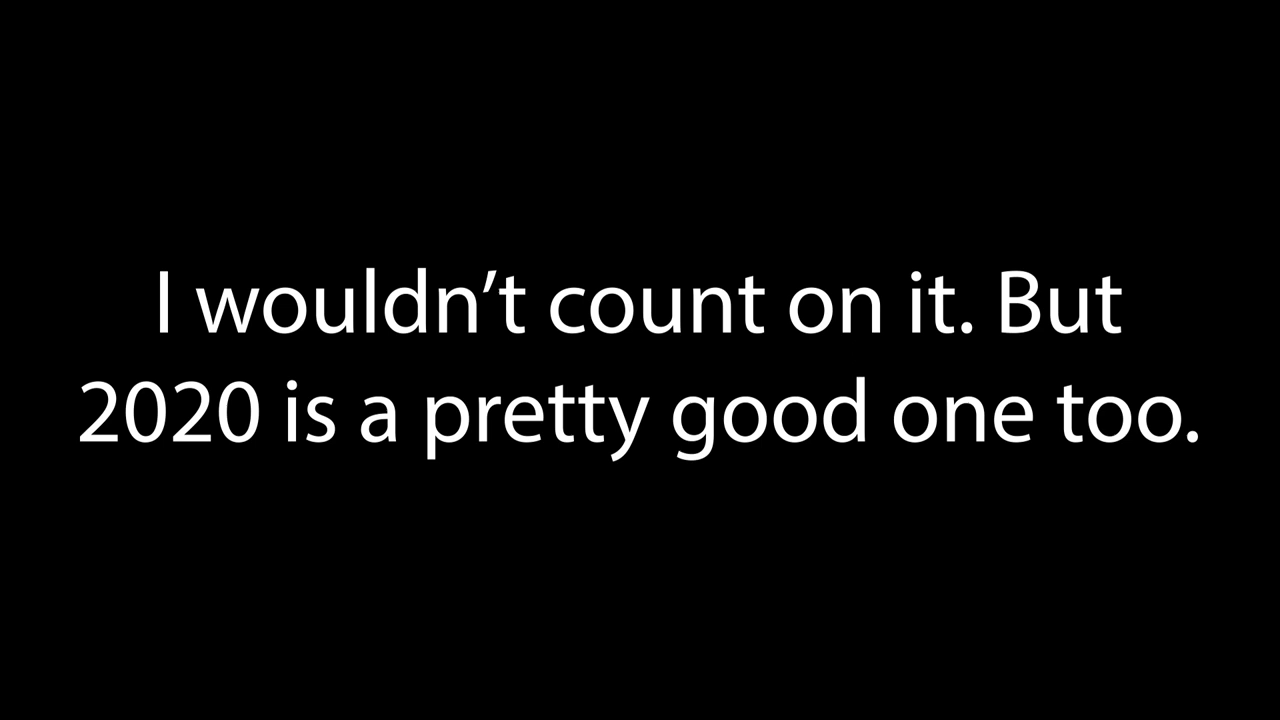 I wouldn’t count on it. But
2020 is a pretty good one too.